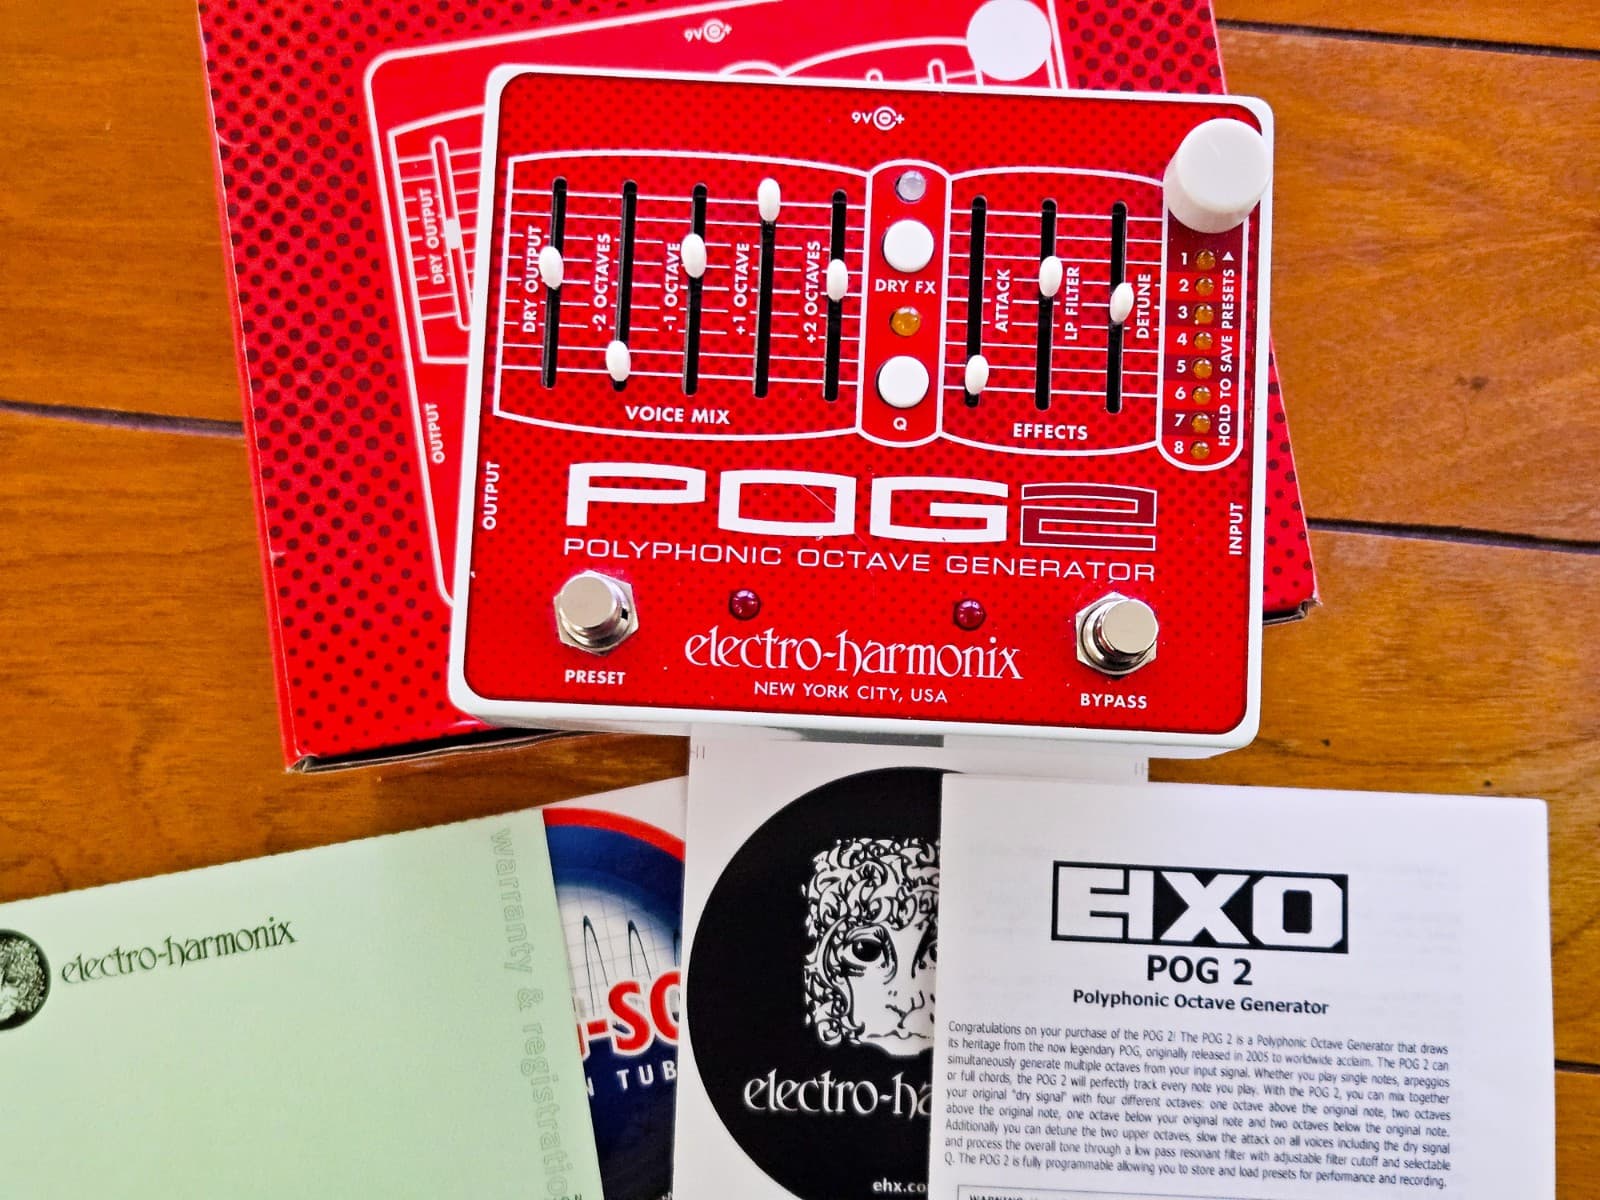 9V +
DRY OUTPUT
OUTPUT
9V +
DRY OUTPUT
-2 OCTAVES
-1 OCTAVE
+1 OCTAVE
+2 OCTAVES
VOICE MIX
DRY FX
Q
ATTACK
LP FILTER
DETUNE
EFFECTS
1
2
3
4
5
6
7
8
HOLD TO SAVE PRESETS
OUTPUT
INPUT
POG2
POLYPHONIC OCTAVE GENERATOR
electro-harmonix
NEW YORK CITY, USA
PRESET
BYPASS
electro-harmonix
warranty & registration
-SO
TUB
electro-ha
ehx.co
EHXO
POG 2
Polyphonic Octave Generator
Congratulations on your purchase of the POG 2! The POG 2 is a Polyphonic Octave Generator that draws
its heritage from the now legendary POG, originally released in 2005 to worldwide acclaim. The POG 2 can
simultaneously generate multiple octaves from your input signal. Whether you play single notes, arpeggios
or full chords, the POG 2 will perfectly track every note you play. With the POG 2, you can mix together
your original "dry signal" with four different octaves: one octave above the original note, two octaves
above the original note, one octave below your original note and two octaves below the original note.
Additionally you can detune the two upper octaves, slow the attack on all voices including the dry signal
and process the overall tone through a low pass resonant filter with adjustable filter cutoff and selectable
Q. The POG 2 is fully programmable allowing you to store and load presets for performance and recording.